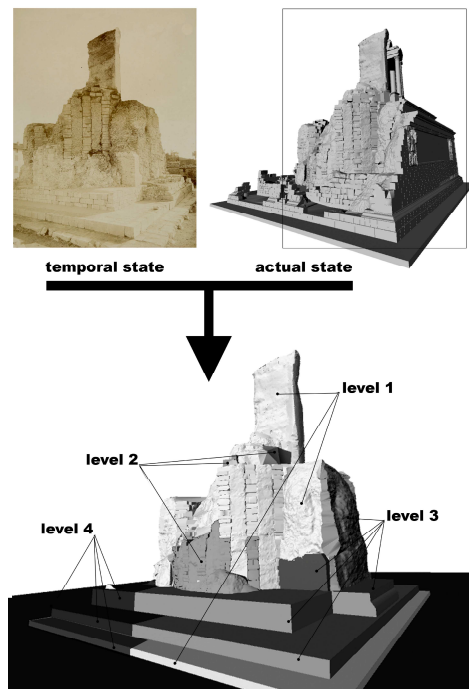 temporal state
actual state
level 1
level 2
level 3
level 4